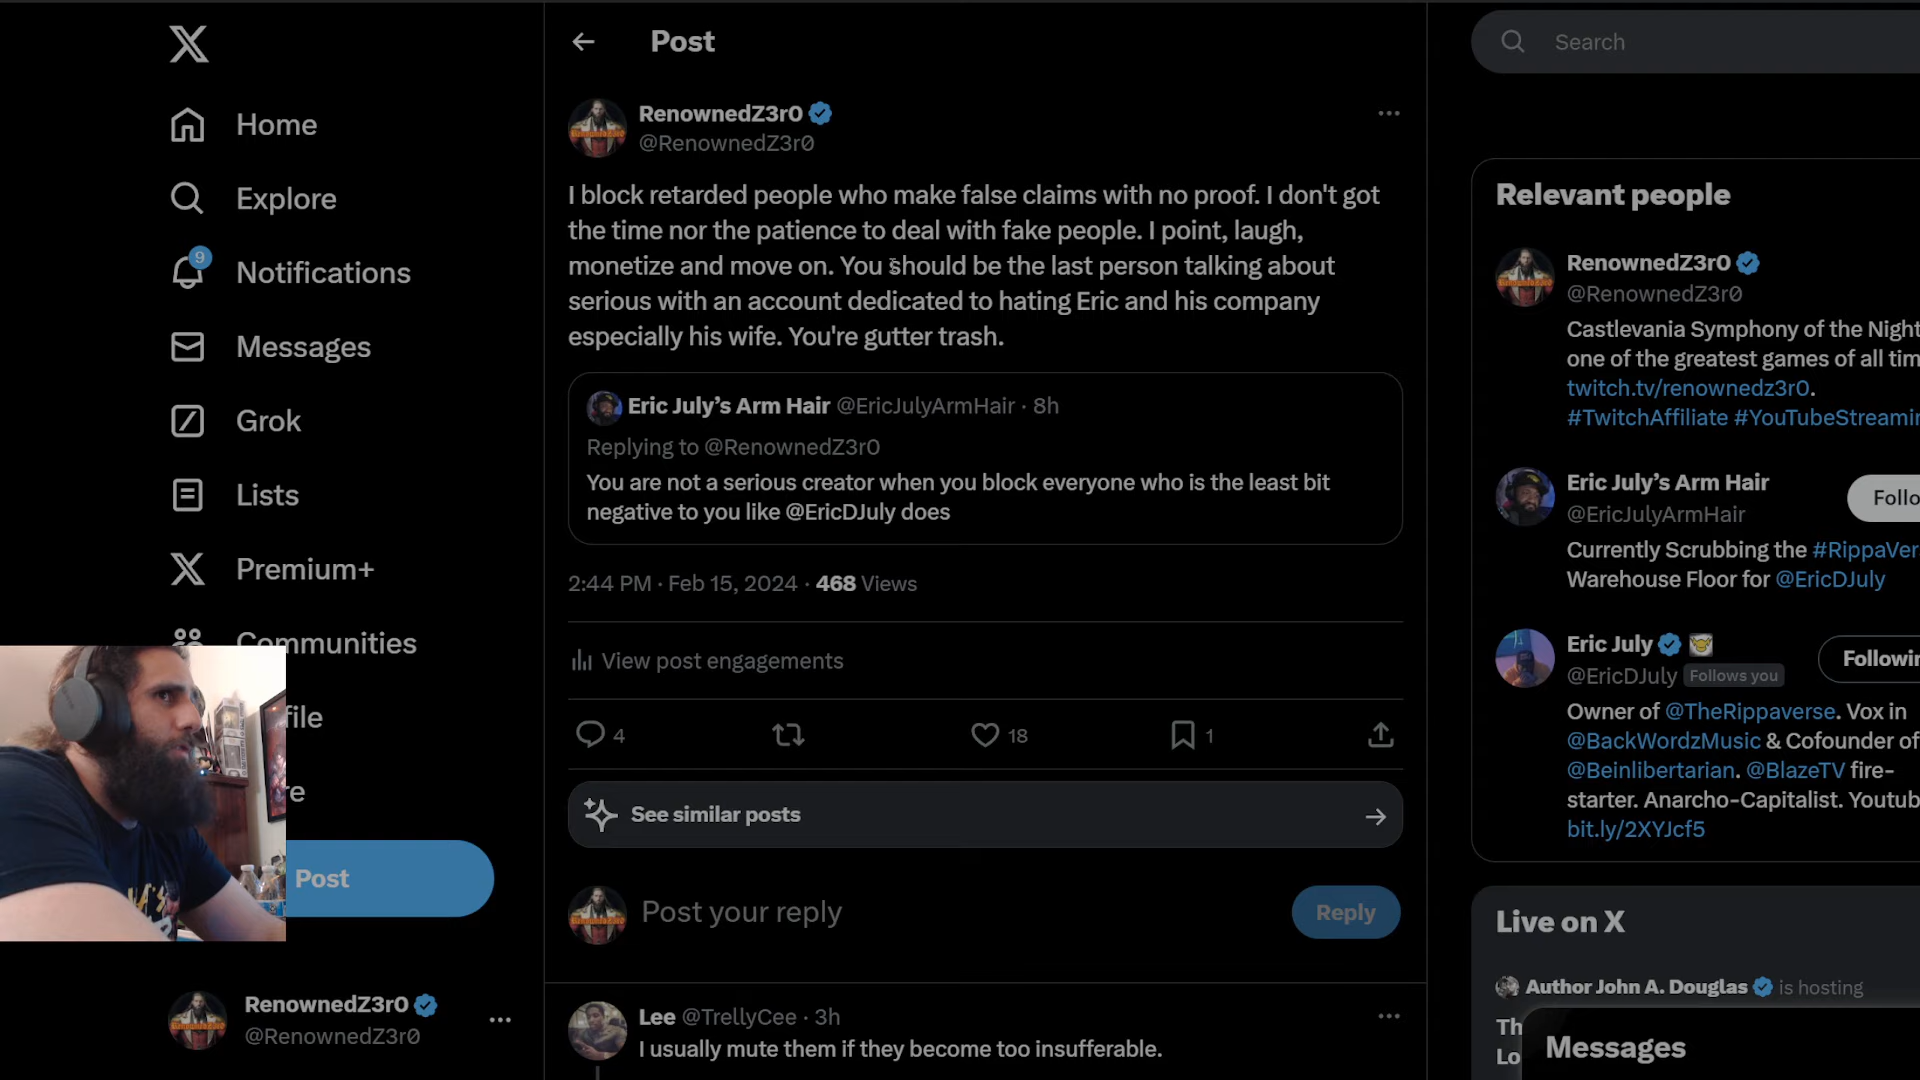 Home
Explore
9
Notifications
Messages
Grok
Lists
Premium+
Communities
file
re
Post
RenownedZ3r0
@RenownedZ3r0
Post
RenownedZ3r0
@RenownedZ3r0
I block retarded people who make false claims with no proof. I don't got
the time nor the patience to deal with fake people. I point, laugh,
monetize and move on. You should be the last person talking about
serious with an account dedicated to hating Eric and his company
especially his wife. You're gutter trash.
Eric July's Arm Hair @EricJulyArmHair · 8h
Replying to @RenownedZ3r0
You are not a serious creator when you block everyone who is the least bit
negative to you like @EricDJuly does
2:44 PM · Feb 15, 2024 · 468 Views
View post engagements
4
18
1
See similar posts
Post your reply
Reply
Lee @TrellyCee · 3h
I usually mute them if they become too insufferable.
Search
Relevant people
RenownedZ3r0
@RenownedZ3r0
Castlevania Symphony of the Night
one of the greatest games of all tim
twitch.tv/renownedz3r0.
#TwitchAffiliate #YouTubeStreamin
Eric July's Arm Hair
@EricJulyArmHair
Follo
Currently Scrubbing the #RippaVer
Warehouse Floor for @EricDJuly
Eric July
@EricDJuly Follows you
Followin
Owner of @TheRippaverse. Vox in
@BackWordzMusic & Cofounder of
@Beinlibertarian. @BlazeTV fire-
starter. Anarcho-Capitalist. Youtub
bit.ly/2XYJcf5
Live on X
Author John A. Douglas is hosting
Th
Lo
Messages